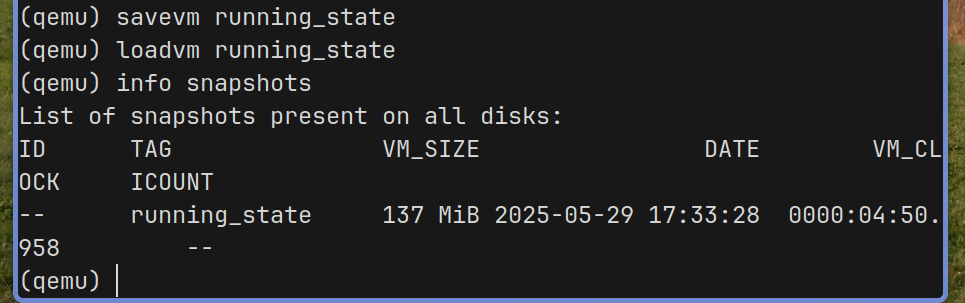 (qemu) savevm running_state
(qemu) loadvm running_state
(qemu) info snapshots
List of snapshots present on all disks:
ID      TAG               VM_SIZE                DATE        VM_CL
OCK     ICOUNT
--      running_state     137 MiB 2025-05-29 17:33:28  0000:04:50.
958         --
(qemu)